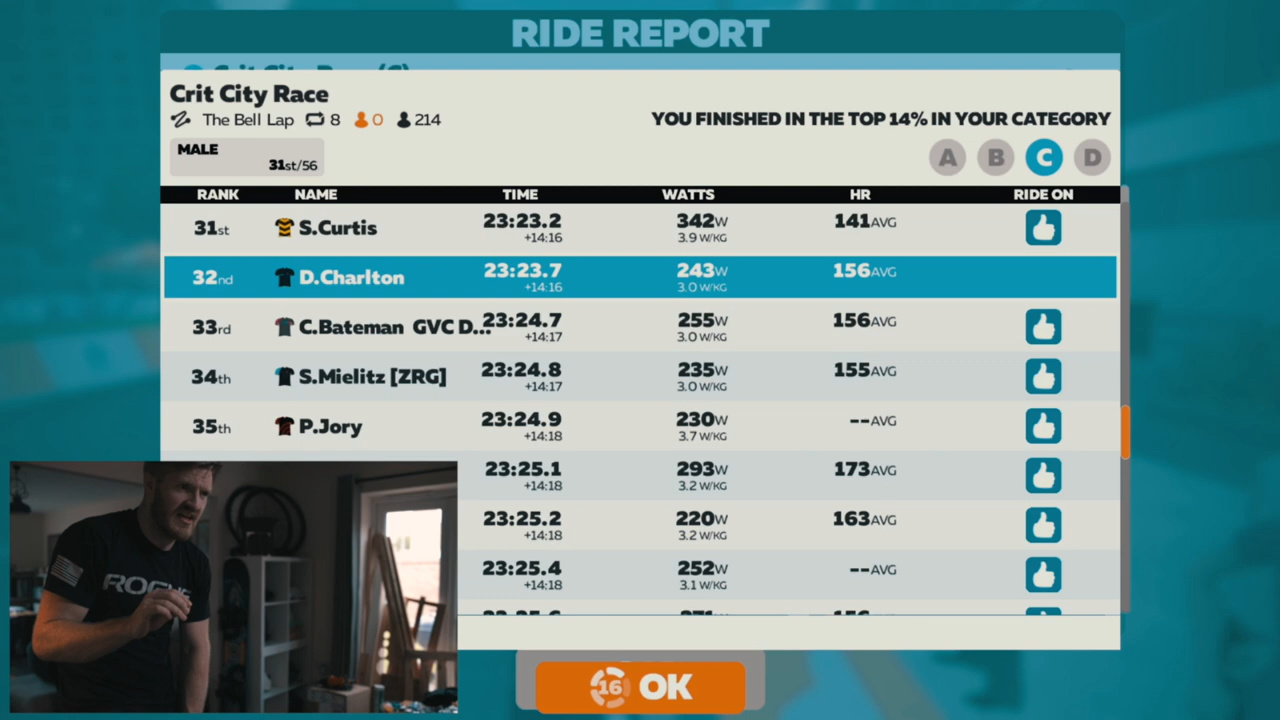 RIDE REPORT
Crit City Race
The Bell Lap 8 0 214
YOU FINISHED IN THE TOP 14% IN YOUR CATEGORY
MALE
31st/56
A B C D
RANK NAME TIME WATTS HR RIDE ON
31st S.Curtis 23:23.2 342W 141AVG
+14:16 3.9 W/KG
32nd D.Charlton 23:23.7 243W 156AVG
+14:16 3.0 W/KG
33rd C.Bateman GVC D... 23:24.7 255W 156AVG
+14:17 3.0 W/KG
34th S.Mielitz [ZRG] 23:24.8 235W 155AVG
+14:17 3.0 W/KG
35th P.Jory 23:24.9 230W --AVG
+14:18 3.7 W/KG
23:25.1 293W 173AVG
+14:18 3.2 W/KG
23:25.2 220W 163AVG
+14:18 3.2 W/KG
23:25.4 252W --AVG
+14:18 3.1 W/KG
ROGUE
16 OK